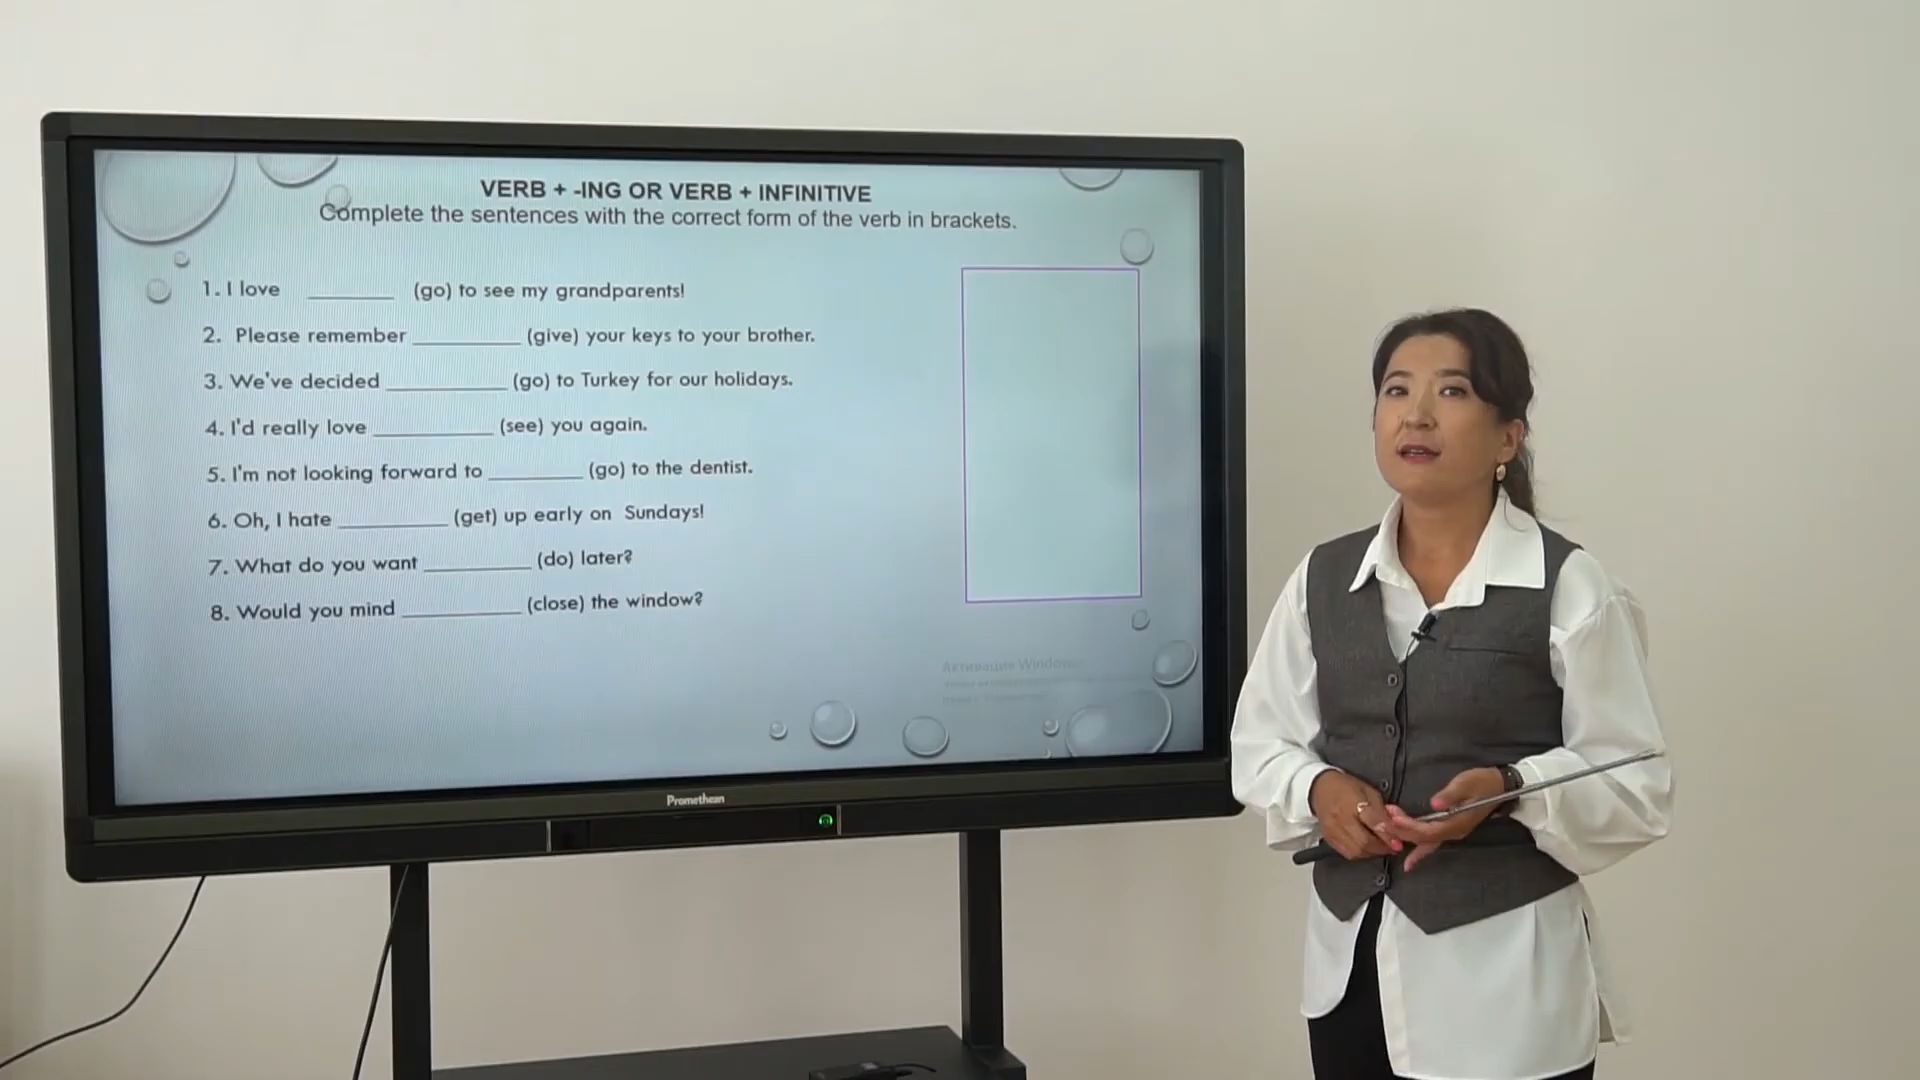 VERB + -ING OR VERB + INFINITIVE
Complete the sentences with the correct form of the verb in brackets.
1. I love ________ (go) to see my grandparents!
2. Please remember __________ (give) your keys to your brother.
3. We've decided ___________ (go) to Turkey for our holidays.
4. I'd really love ___________ (see) you again.
5. I'm not looking forward to _________ (go) to the dentist.
6. Oh, I hate __________ (get) up early on Sundays!
7. What do you want __________ (do) later?
8. Would you mind ___________ (close) the window?
Активация Windows
Promethean